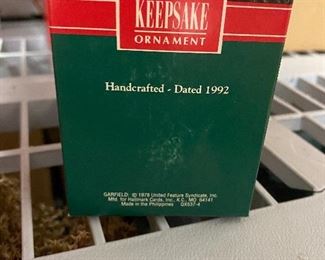 KEEPSAKE
ORNAMENT
Handcrafted - Dated 1992
GARFIELD: © 1978 United Feature Syndicate, Inc.
Mfd. for Hallmark Cards, Inc., K.C., MO 64141
Made in the Philippines QX537-4